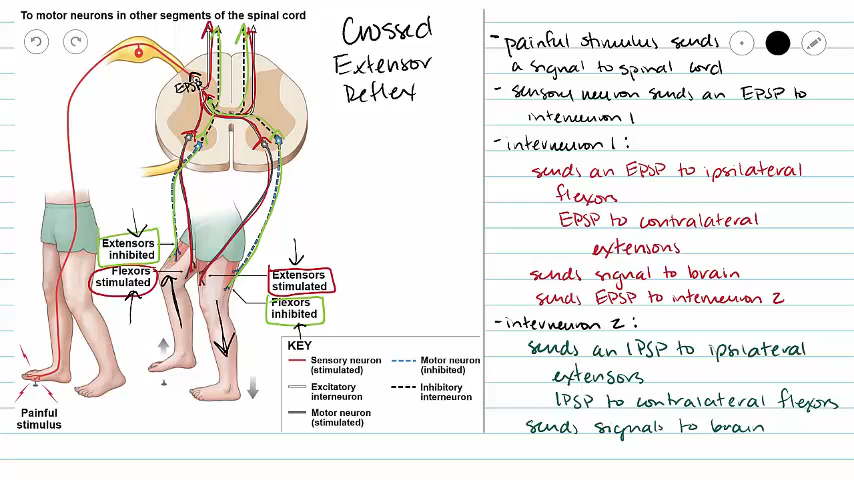 To motor neurons in other segments of the spinal cord
Crossed
Extensor
Reflex
EPSP
Extensors
inhibited
Flexors
stimulated
Extensors
stimulated
Flexors
inhibited
Painful
stimulus
KEY
Sensory neuron
(stimulated)
Excitatory
interneuron
Motor neuron
(stimulated)
Motor neuron
(inhibited)
Inhibitory
interneuron
- painful stimulus sends
a signal to spinal cord
- sensory neuron sends an EPSP to
interneuron 1
- interneuron 1:
sends an EPSP to ipsilateral
flexors
EPSP to contralateral
extensors
sends signal to brain
sends EPSP to interneuron 2
- interneuron 2:
sends an IPSP to ipsilateral
extensors
IPSP to contralateral flexors
sends signals to brain